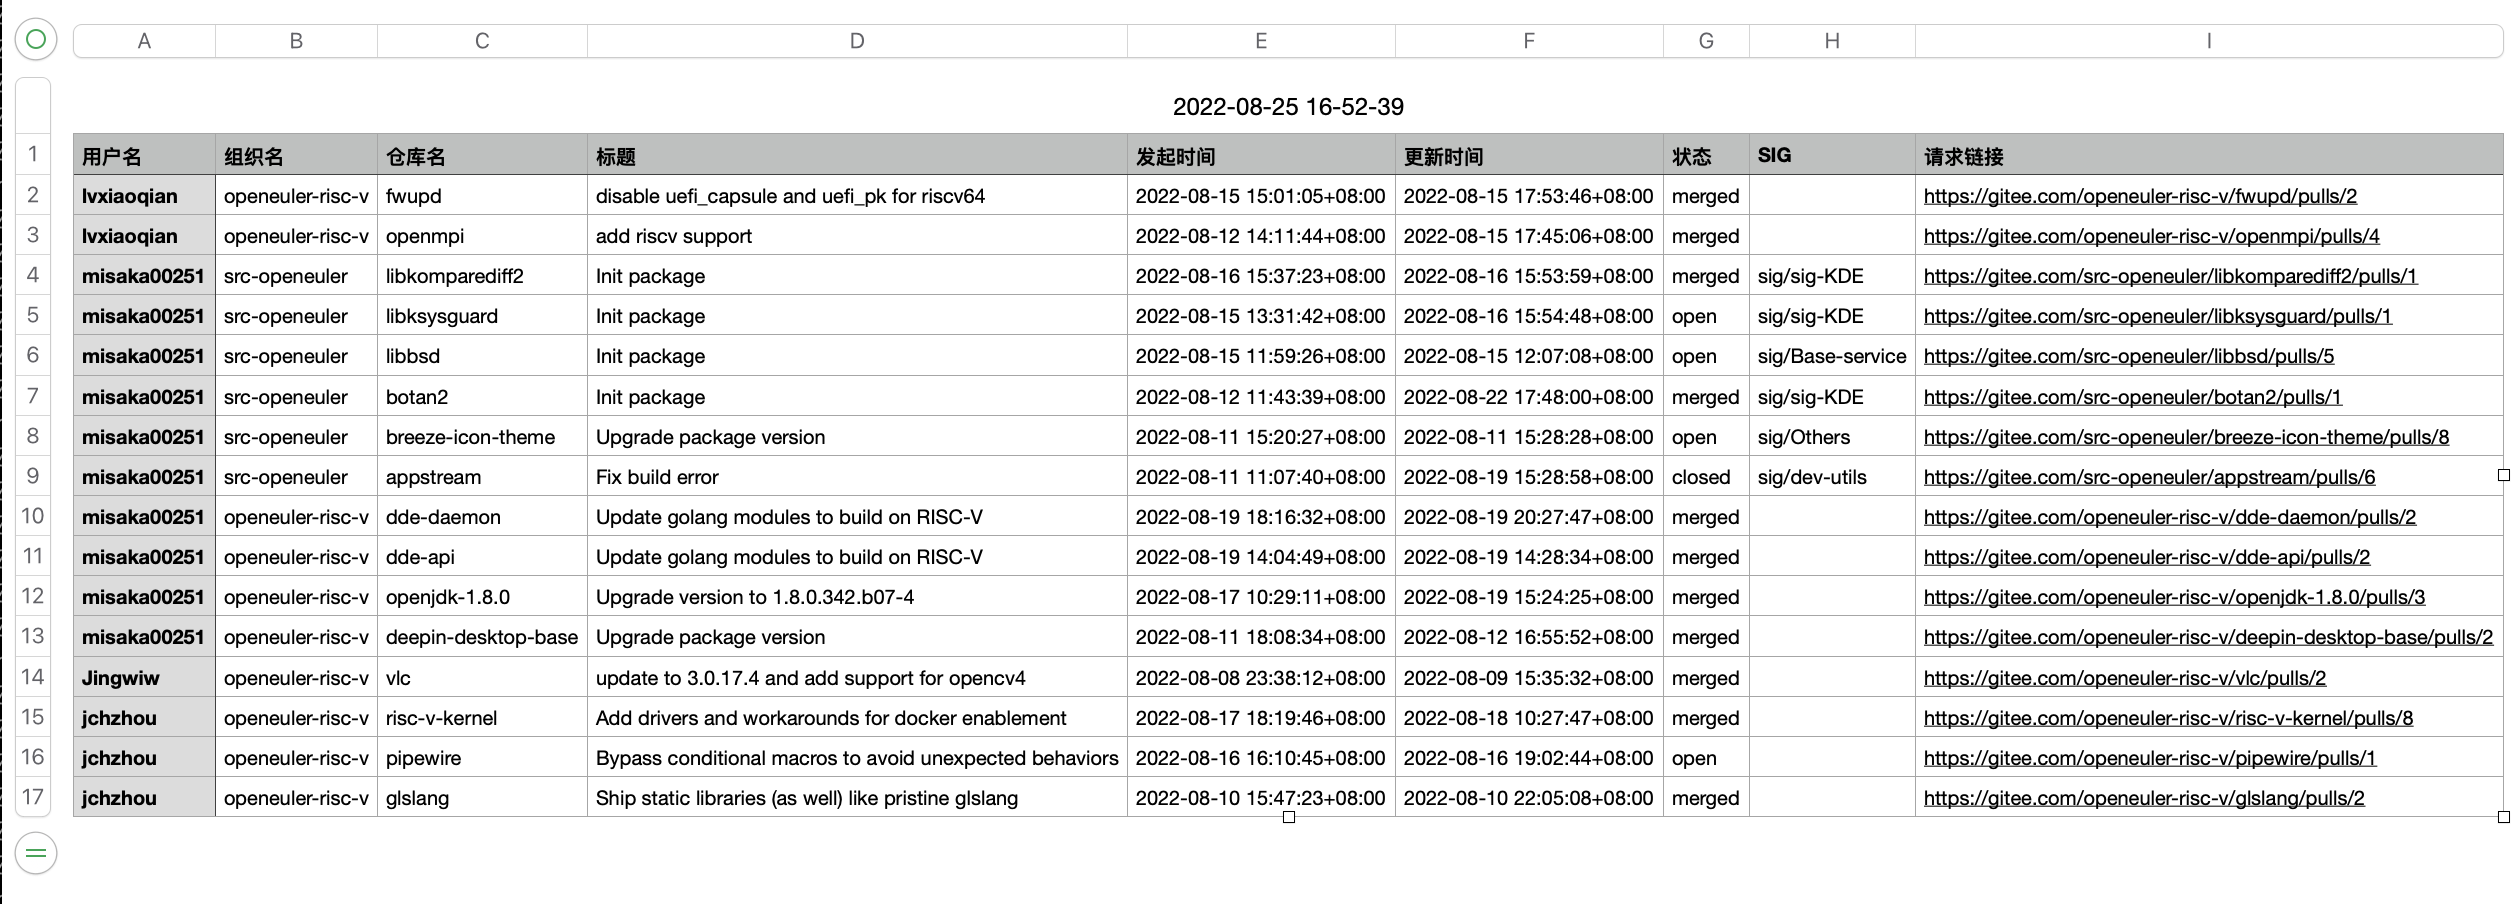 A B C D E F G H I
2022-08-25 16-52-39
1 用户名 组织名 仓库名 标题 发起时间 更新时间 状态 SIG 请求链接
2 lvxiaoqian openeuler-risc-v fwupd disable uefi_capsule and uefi_pk for riscv64 2022-08-15 15:01:05+08:00 2022-08-15 17:53:46+08:00 merged https://gitee.com/openeuler-risc-v/fwupd/pulls/2
3 lvxiaoqian openeuler-risc-v openmpi add riscv support 2022-08-12 14:11:44+08:00 2022-08-15 17:45:06+08:00 merged https://gitee.com/openeuler-risc-v/openmpi/pulls/4
4 misaka00251 src-openeuler libkomparediff2 Init package 2022-08-16 15:37:23+08:00 2022-08-16 15:53:59+08:00 merged sig/sig-KDE https://gitee.com/src-openeuler/libkomparediff2/pulls/1
5 misaka00251 src-openeuler libksysguard Init package 2022-08-15 13:31:42+08:00 2022-08-16 15:54:48+08:00 open sig/sig-KDE https://gitee.com/src-openeuler/libksysguard/pulls/1
6 misaka00251 src-openeuler libbsd Init package 2022-08-15 11:59:26+08:00 2022-08-15 12:07:08+08:00 open sig/Base-service https://gitee.com/src-openeuler/libbsd/pulls/5
7 misaka00251 src-openeuler botan2 Init package 2022-08-12 11:43:39+08:00 2022-08-22 17:48:00+08:00 merged sig/sig-KDE https://gitee.com/src-openeuler/botan2/pulls/1
8 misaka00251 src-openeuler breeze-icon-theme Upgrade package version 2022-08-11 15:20:27+08:00 2022-08-11 15:28:28+08:00 open sig/Others https://gitee.com/src-openeuler/breeze-icon-theme/pulls/8
9 misaka00251 src-openeuler appstream Fix build error 2022-08-11 11:07:40+08:00 2022-08-19 15:28:58+08:00 closed sig/dev-utils https://gitee.com/src-openeuler/appstream/pulls/6
10 misaka00251 openeuler-risc-v dde-daemon Update golang modules to build on RISC-V 2022-08-19 18:16:32+08:00 2022-08-19 20:27:47+08:00 merged https://gitee.com/openeuler-risc-v/dde-daemon/pulls/2
11 misaka00251 openeuler-risc-v dde-api Update golang modules to build on RISC-V 2022-08-19 14:04:49+08:00 2022-08-19 14:28:34+08:00 merged https://gitee.com/openeuler-risc-v/dde-api/pulls/2
12 misaka00251 openeuler-risc-v openjdk-1.8.0 Upgrade version to 1.8.0.342.b07-4 2022-08-17 10:29:11+08:00 2022-08-19 15:24:25+08:00 merged https://gitee.com/openeuler-risc-v/openjdk-1.8.0/pulls/3
13 misaka00251 openeuler-risc-v deepin-desktop-base Upgrade package version 2022-08-11 18:08:34+08:00 2022-08-12 16:55:52+08:00 merged https://gitee.com/openeuler-risc-v/deepin-desktop-base/pulls/2
14 Jingwiw openeuler-risc-v vlc update to 3.0.17.4 and add support for opencv4 2022-08-08 23:38:12+08:00 2022-08-09 15:35:32+08:00 merged https://gitee.com/openeuler-risc-v/vlc/pulls/2
15 jchzhou openeuler-risc-v risc-v-kernel Add drivers and workarounds for docker enablement 2022-08-17 18:19:46+08:00 2022-08-18 10:27:47+08:00 merged https://gitee.com/openeuler-risc-v/risc-v-kernel/pulls/8
16 jchzhou openeuler-risc-v pipewire Bypass conditional macros to avoid unexpected behaviors 2022-08-16 16:10:45+08:00 2022-08-16 19:02:44+08:00 open https://gitee.com/openeuler-risc-v/pipewire/pulls/1
17 jchzhou openeuler-risc-v glslang Ship static libraries (as well) like pristine glslang 2022-08-10 15:47:23+08:00 2022-08-10 22:05:08+08:00 merged https://gitee.com/openeuler-risc-v/glslang/pulls/2